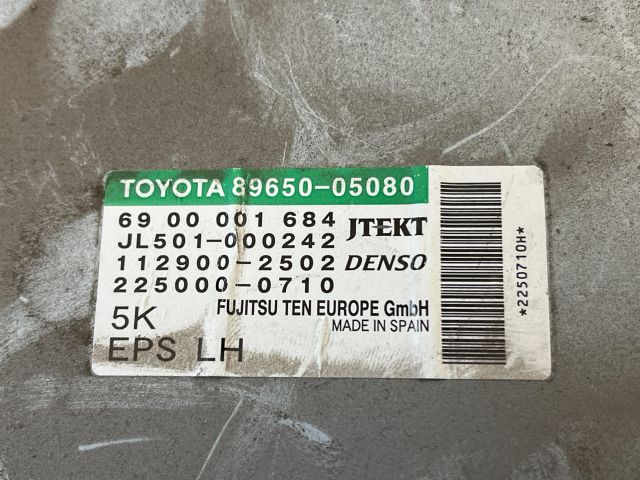 TOYOTA 89650-05080
69 00 001 684 JTEKT
JL501-000242
112900-2502 DENSO
225000-0710
FUJITSU TEN EUROPE GmbH
5K MADE IN SPAIN
EPS LH
*2250710H*